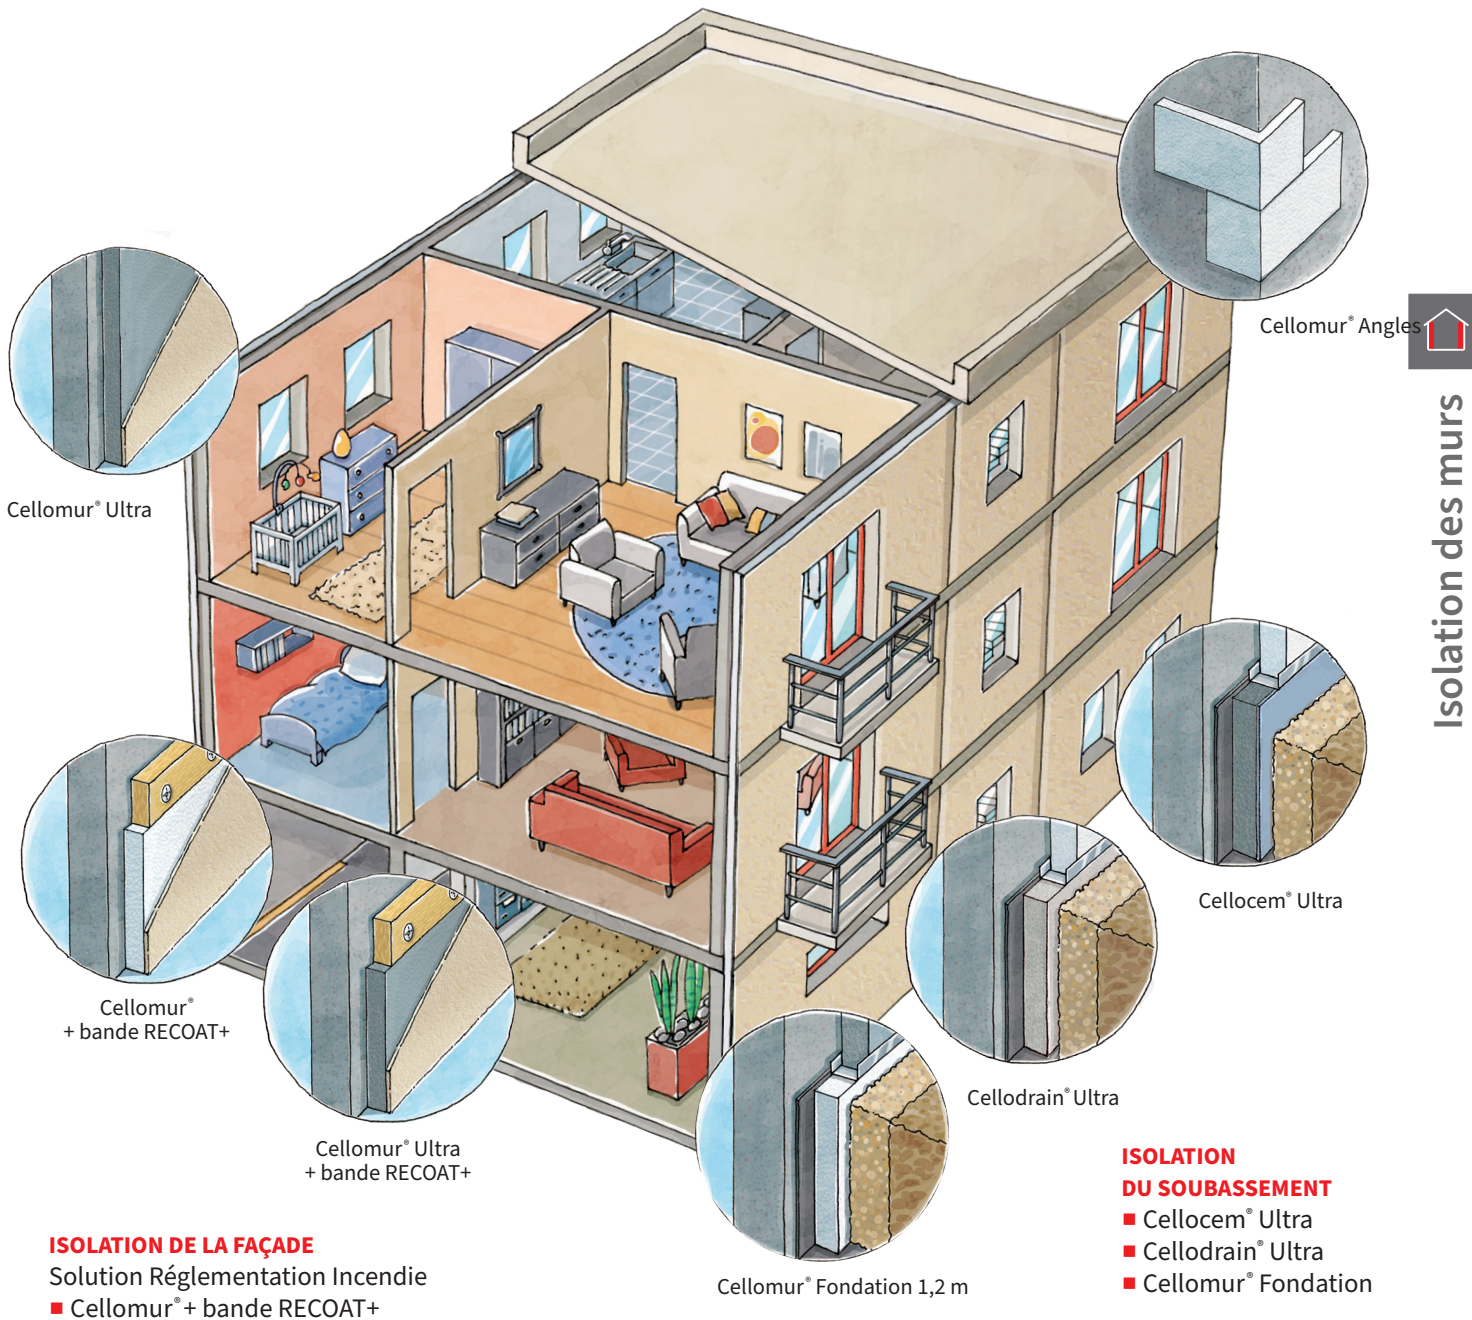 Cellomur® Angles
Isolation des murs
Cellomur® Ultra
Cellocem® Ultra
Cellomur®
+ bande RECOAT+
Cellodrain® Ultra
Cellomur® Ultra
+ bande RECOAT+
Cellomur® Fondation 1,2 m
ISOLATION DE LA FAÇADE
Solution Réglementation Incendie
■ Cellomur® + bande RECOAT+
ISOLATION
DU SOUBASSEMENT
■ Cellocem® Ultra
■ Cellodrain® Ultra
■ Cellomur® Fondation